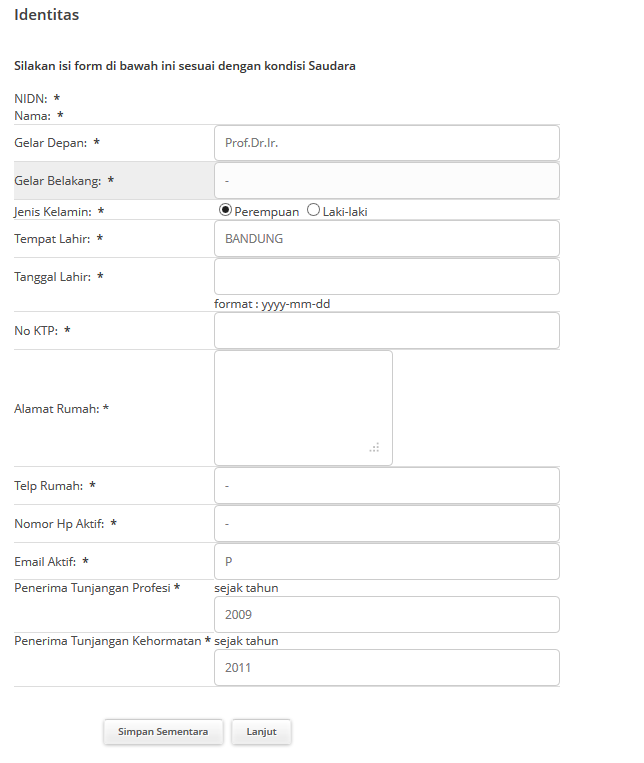 Identitas
Silakan isi form di bawah ini sesuai dengan kondisi Saudara
NIDN: *
Nama: *
Gelar Depan: * Prof.Dr.Ir.
Gelar Belakang: * -
Jenis Kelamin: * Perempuan Laki-laki
Tempat Lahir: * BANDUNG
Tanggal Lahir: *
format : yyyy-mm-dd
No KTP: *
Alamat Rumah: *
Telp Rumah: * -
Nomor Hp Aktif: * -
Email Aktif: * P
Penerima Tunjangan Profesi * sejak tahun
2009
Penerima Tunjangan Kehormatan * sejak tahun
2011
Simpan Sementara Lanjut